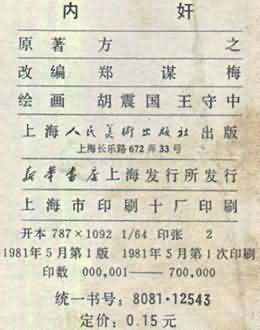 内 奸
原 著 方 之
改 编 郑 谋 梅
绘 画 胡 震 国 王 守 中
上海人民美術出版社 出版
上海长乐路672弄33号
新华書店上海发行所发行
上海市印刷十厂印刷
开本 787×1092 1/64 印张 2
1981年5月第1版 1981年5月第1次印刷
印数 000,001—700,000
统一书号：8081·12543
定价：0.15元